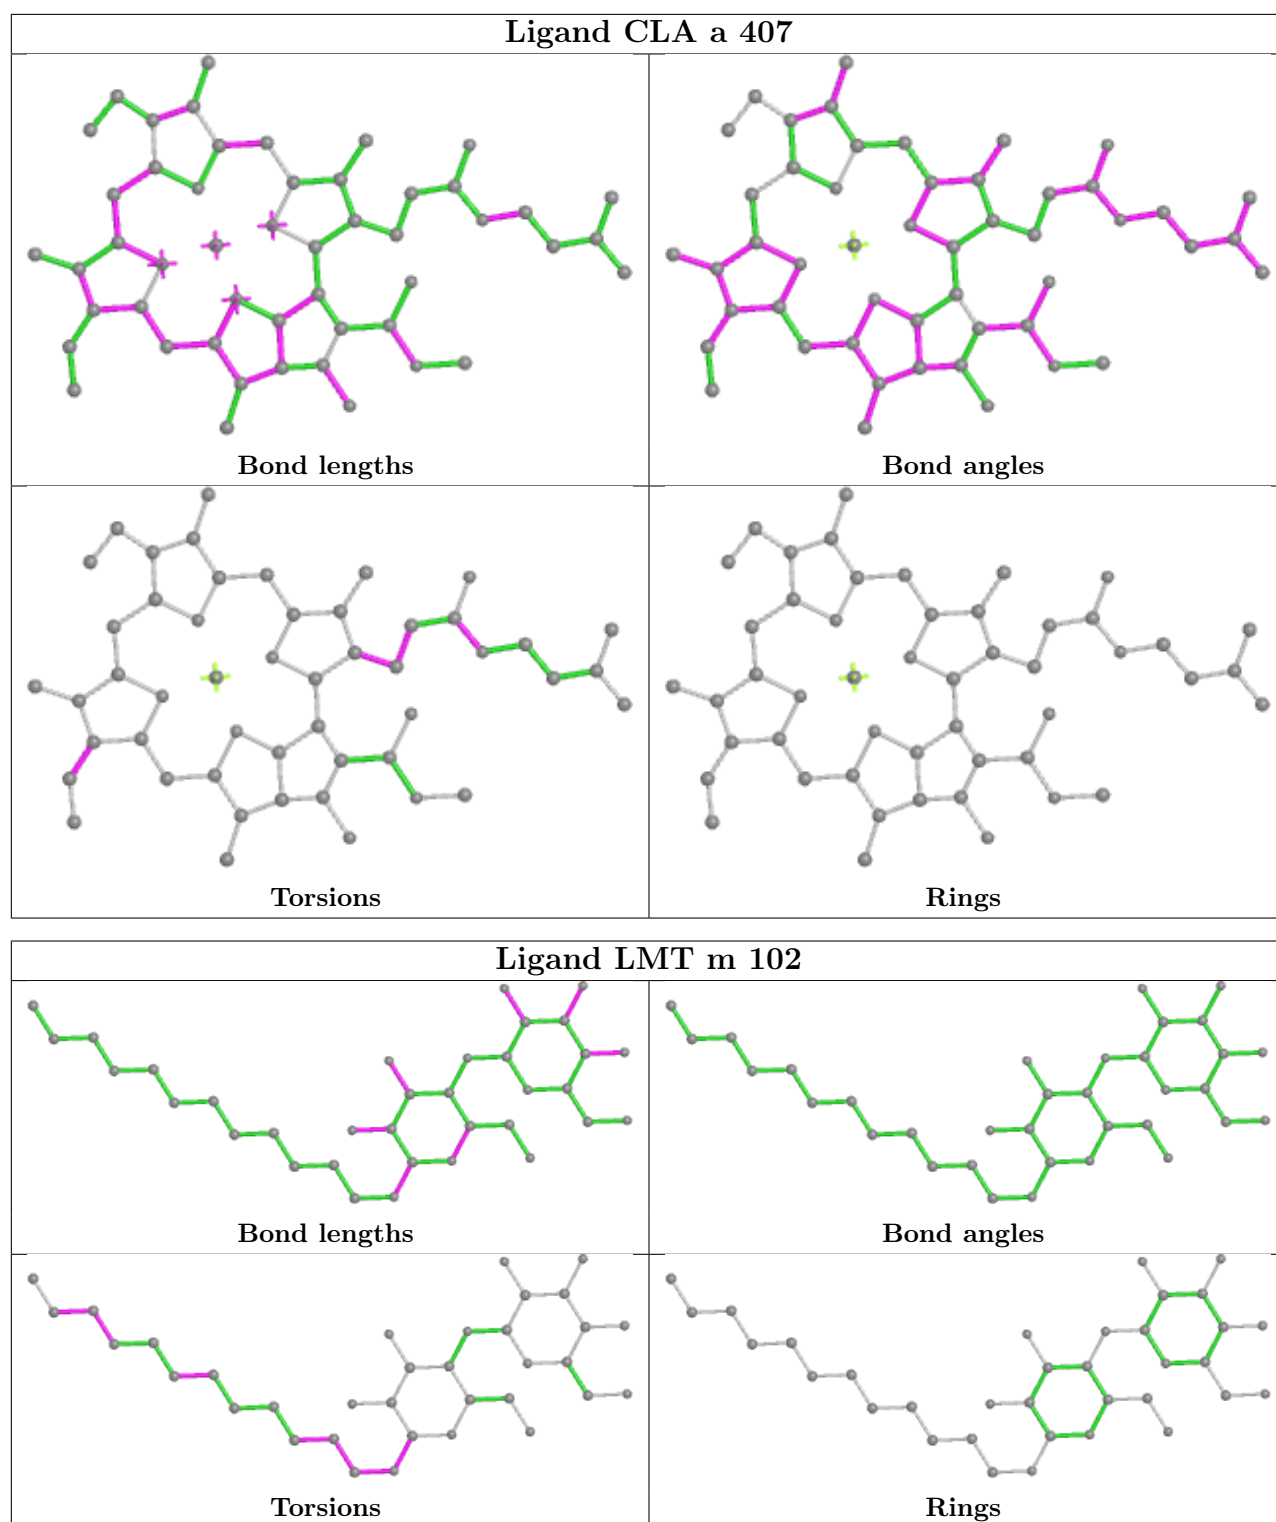 Ligand CLA a 407
Bond lengths
Bond angles
Torsions
Rings
Ligand LMT m 102
Bond lengths
Bond angles
Torsions
Rings